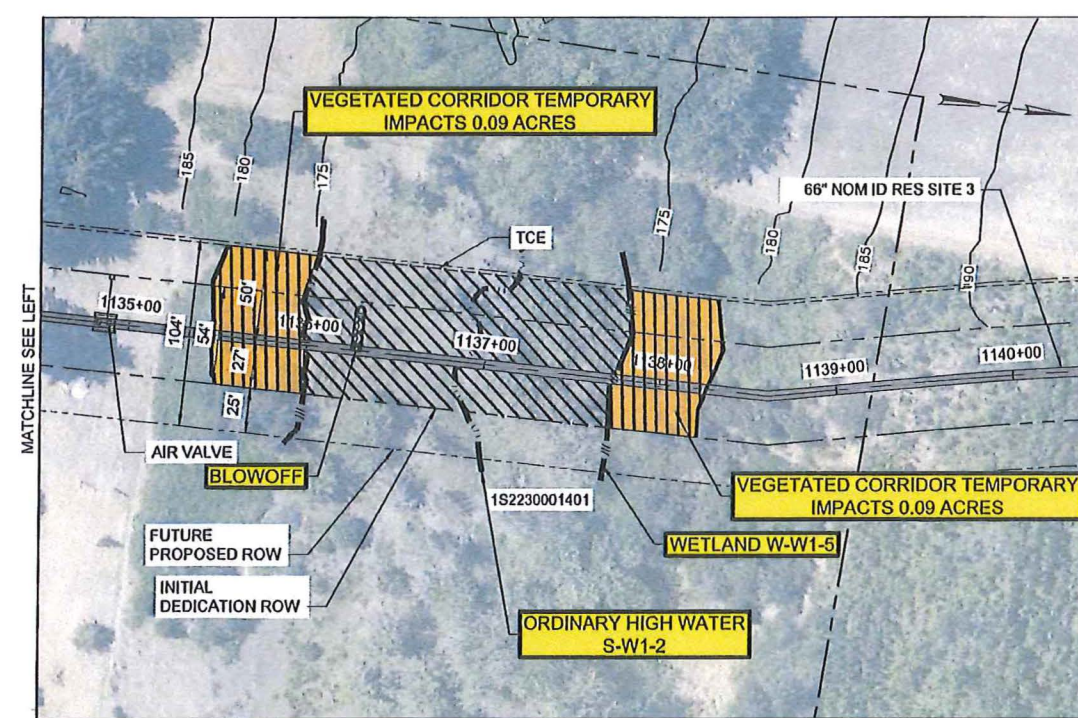 VEGETATED CORRIDOR TEMPORARY
IMPACTS 0.09 ACRES
185
180
175
175
180
185
190
N
66" NOM ID RES SITE 3
TCE
MATCHLINE SEE LEFT
1135+00
1136+00
1137+00
1138+00
1139+00
1140+00
104'
54'
50'
27'
25'
AIR VALVE
BLOWOFF
1S2230001401
VEGETATED CORRIDOR TEMPORARY
IMPACTS 0.09 ACRES
FUTURE
PROPOSED ROW
WETLAND W-W1-5
INITIAL
DEDICATION ROW
ORDINARY HIGH WATER
S-W1-2